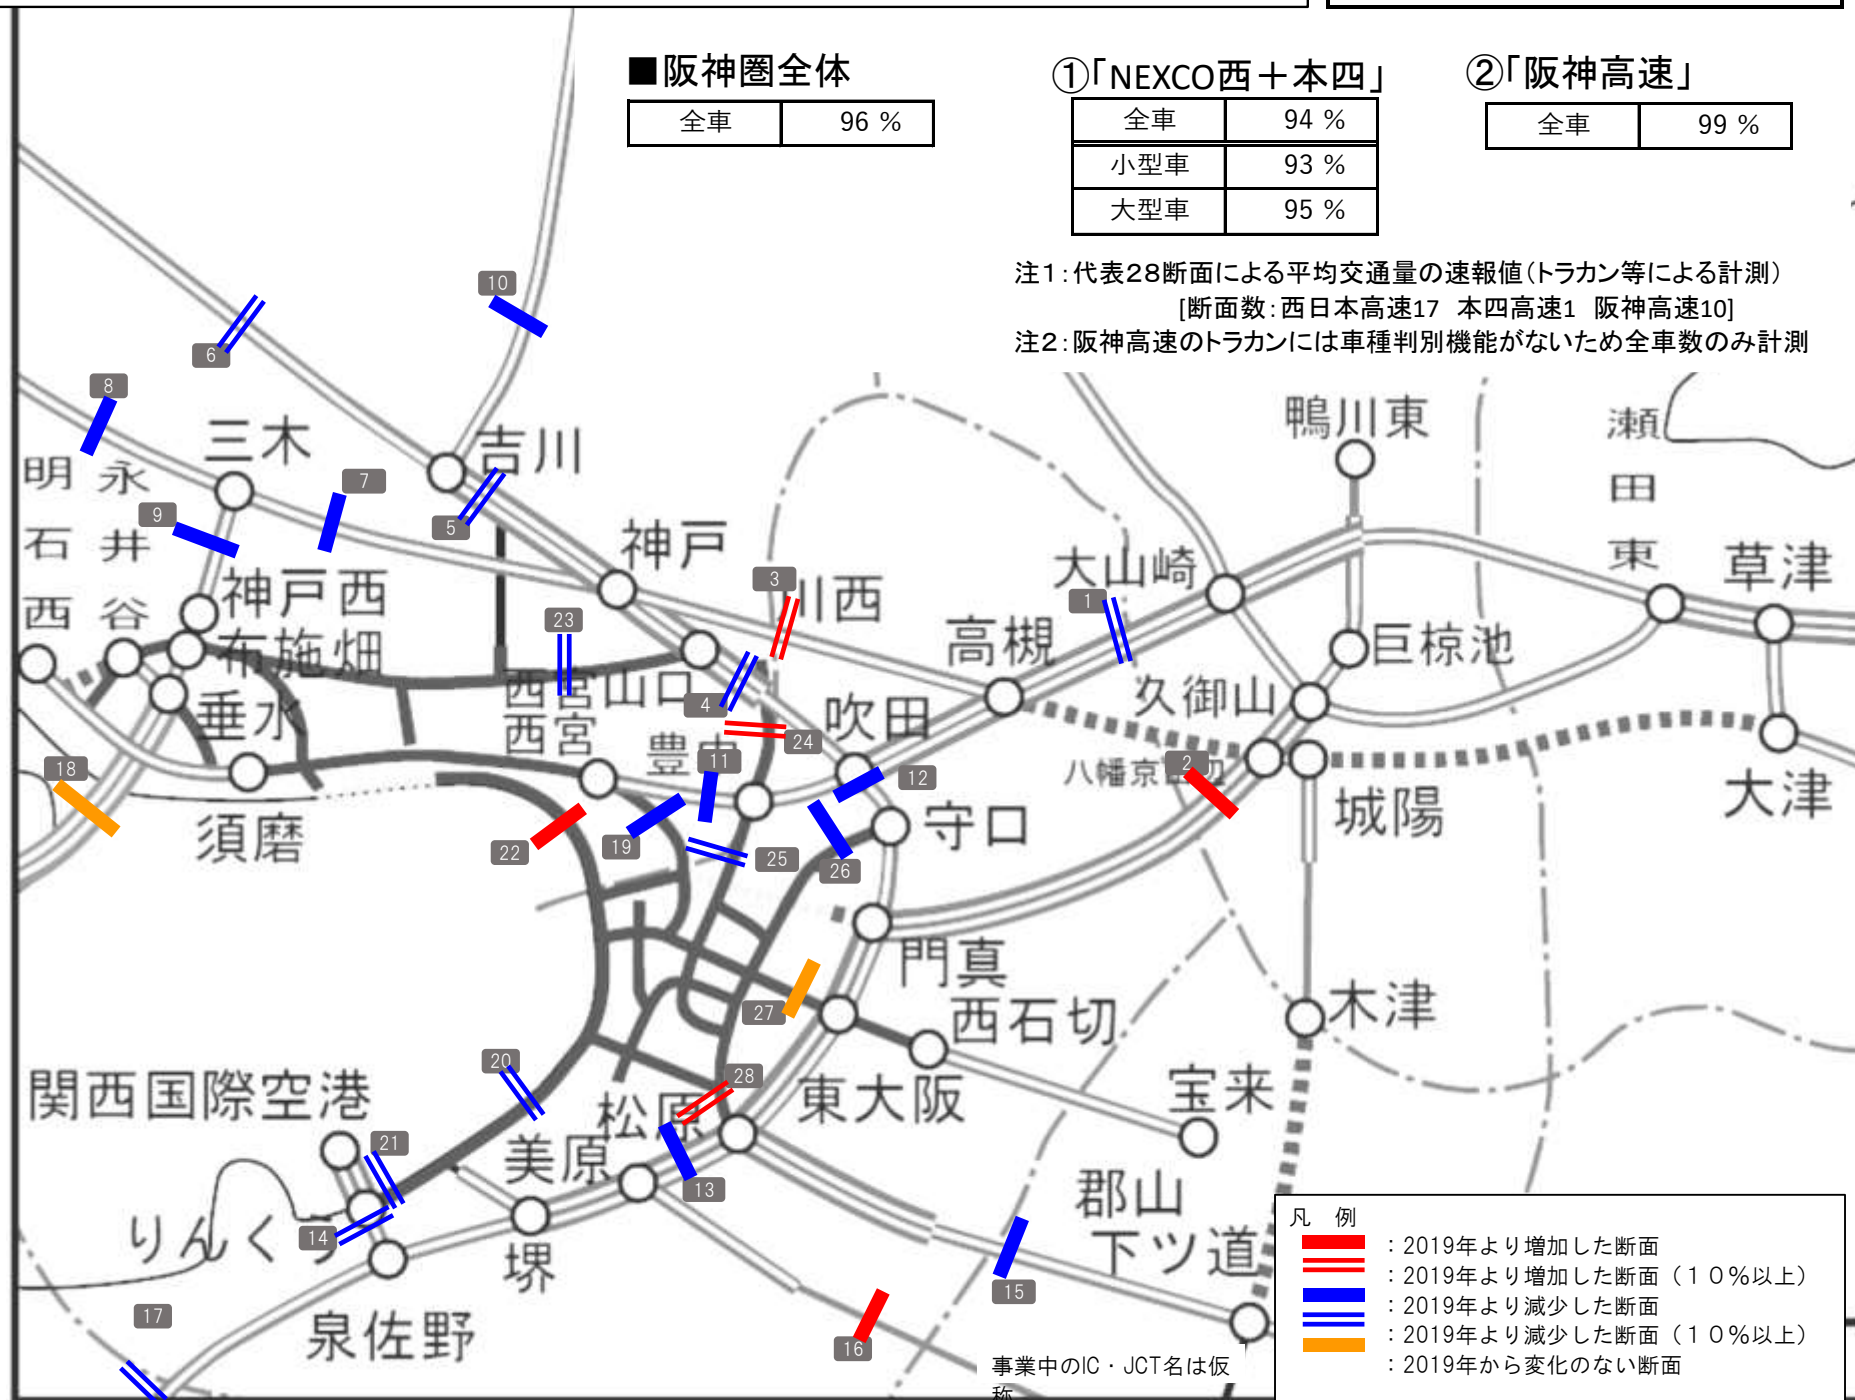 ■阪神圏全体
全車 96 %
①「NEXCO西＋本四」
全車 94 %
小型車 93 %
大型車 95 %
②「阪神高速」
全車 99 %
注1：代表28断面による平均交通量の速報値（トラカン等による計測）
[断面数：西日本高速17 本四高速1 阪神高速10]
注2：阪神高速のトラカンには車種判別機能がないため全車数のみ計測
10
6
8
三木
吉川
鴨川東
瀬田東
明石西
永井谷
7
9
5
神戸
3
川西
大山崎
1
草津
神戸西
布施畑
23
高槻
巨椋池
西宮山口
西宮
4
吹田
久御山
垂水
豊中
24
11
12
八幡京田辺
2
18
城陽
大津
須磨
22
19
25
26
守口
門真
27
西石切
木津
20
28
関西国際空港
松原
東大阪
宝来
21
美原
13
郡山
下ツ道
りんくう
14
堺
15
17
泉佐野
16
事業中のIC・JCT名は仮
称
凡 例
：2019年より増加した断面
：2019年より増加した断面（１０％以上）
：2019年より減少した断面
：2019年より減少した断面（１０％以上）
：2019年から変化のない断面